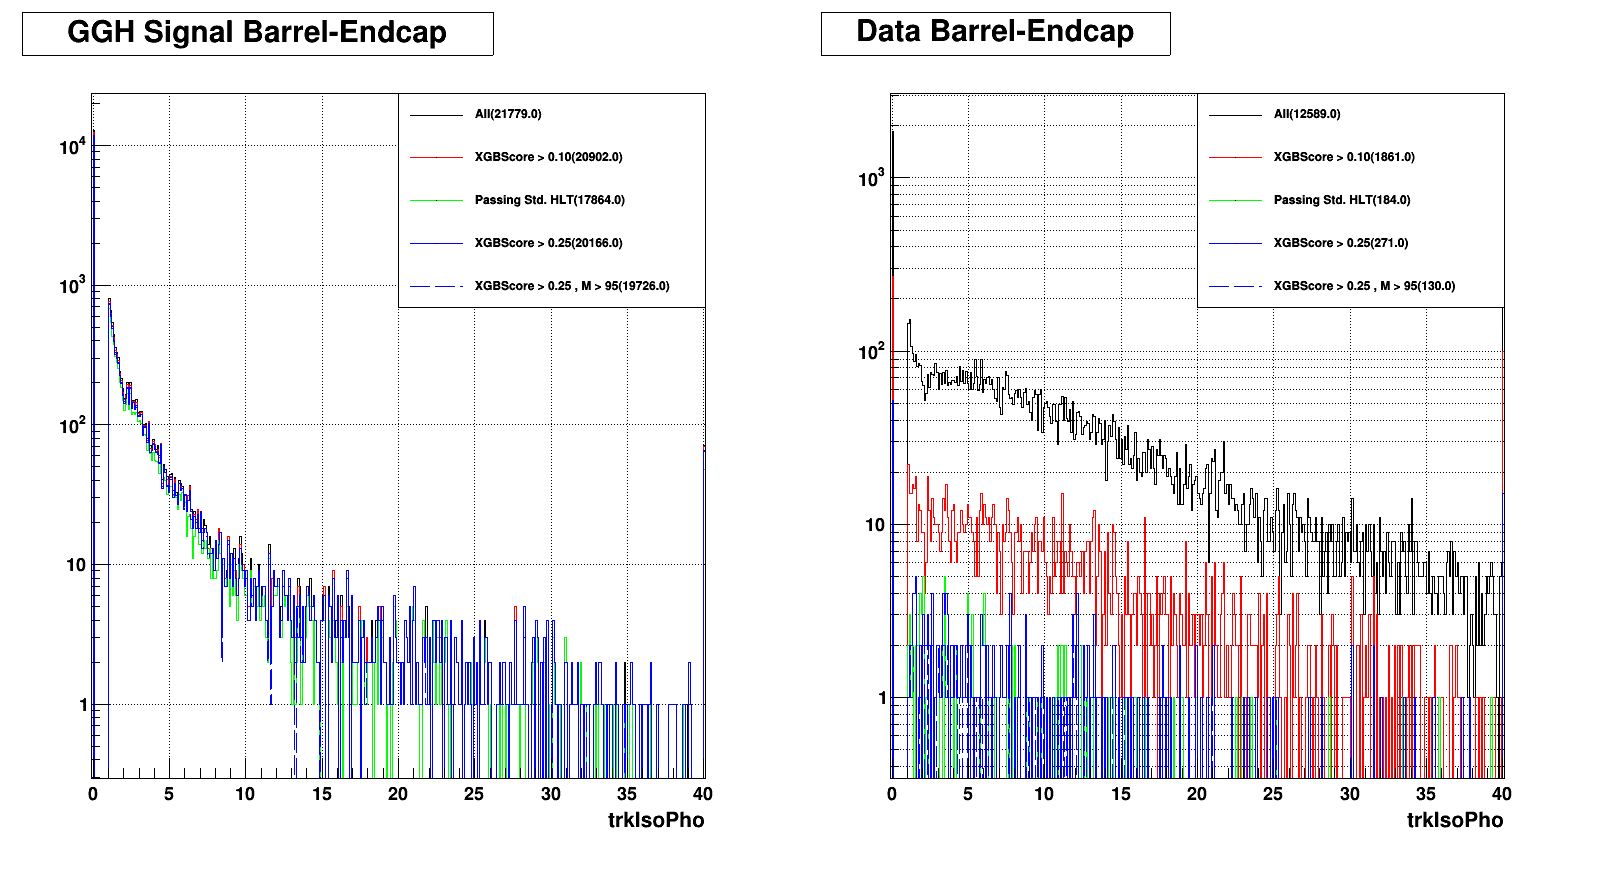 GGH Signal Barrel-Endcap
All(21779.0)
XGBScore > 0.10(20902.0)
Passing Std. HLT(17864.0)
XGBScore > 0.25(20166.0)
XGBScore > 0.25 , M > 95(19726.0)
10^4
10^3
10^2
10
1
0 5 10 15 20 25 30 35 40
trkIsoPho
Data Barrel-Endcap
All(12589.0)
XGBScore > 0.10(1861.0)
Passing Std. HLT(184.0)
XGBScore > 0.25(271.0)
XGBScore > 0.25 , M > 95(130.0)
10^3
10^2
10
1
0 5 10 15 20 25 30 35 40
trkIsoPho